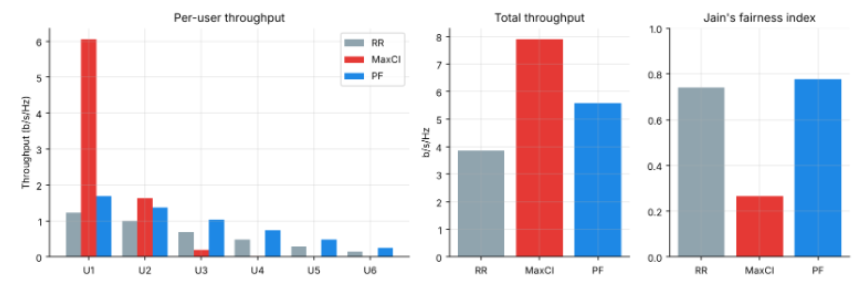 Per-user throughput
RR
MaxCI
PF
Throughput (b/s/Hz)
6
5
4
3
2
1
0
U1 U2 U3 U4 U5 U6
Total throughput
b/s/Hz
8
7
6
5
4
3
2
1
0
RR MaxCI PF
Jain's fairness index
1.0
0.8
0.6
0.4
0.2
0.0
RR MaxCI PF